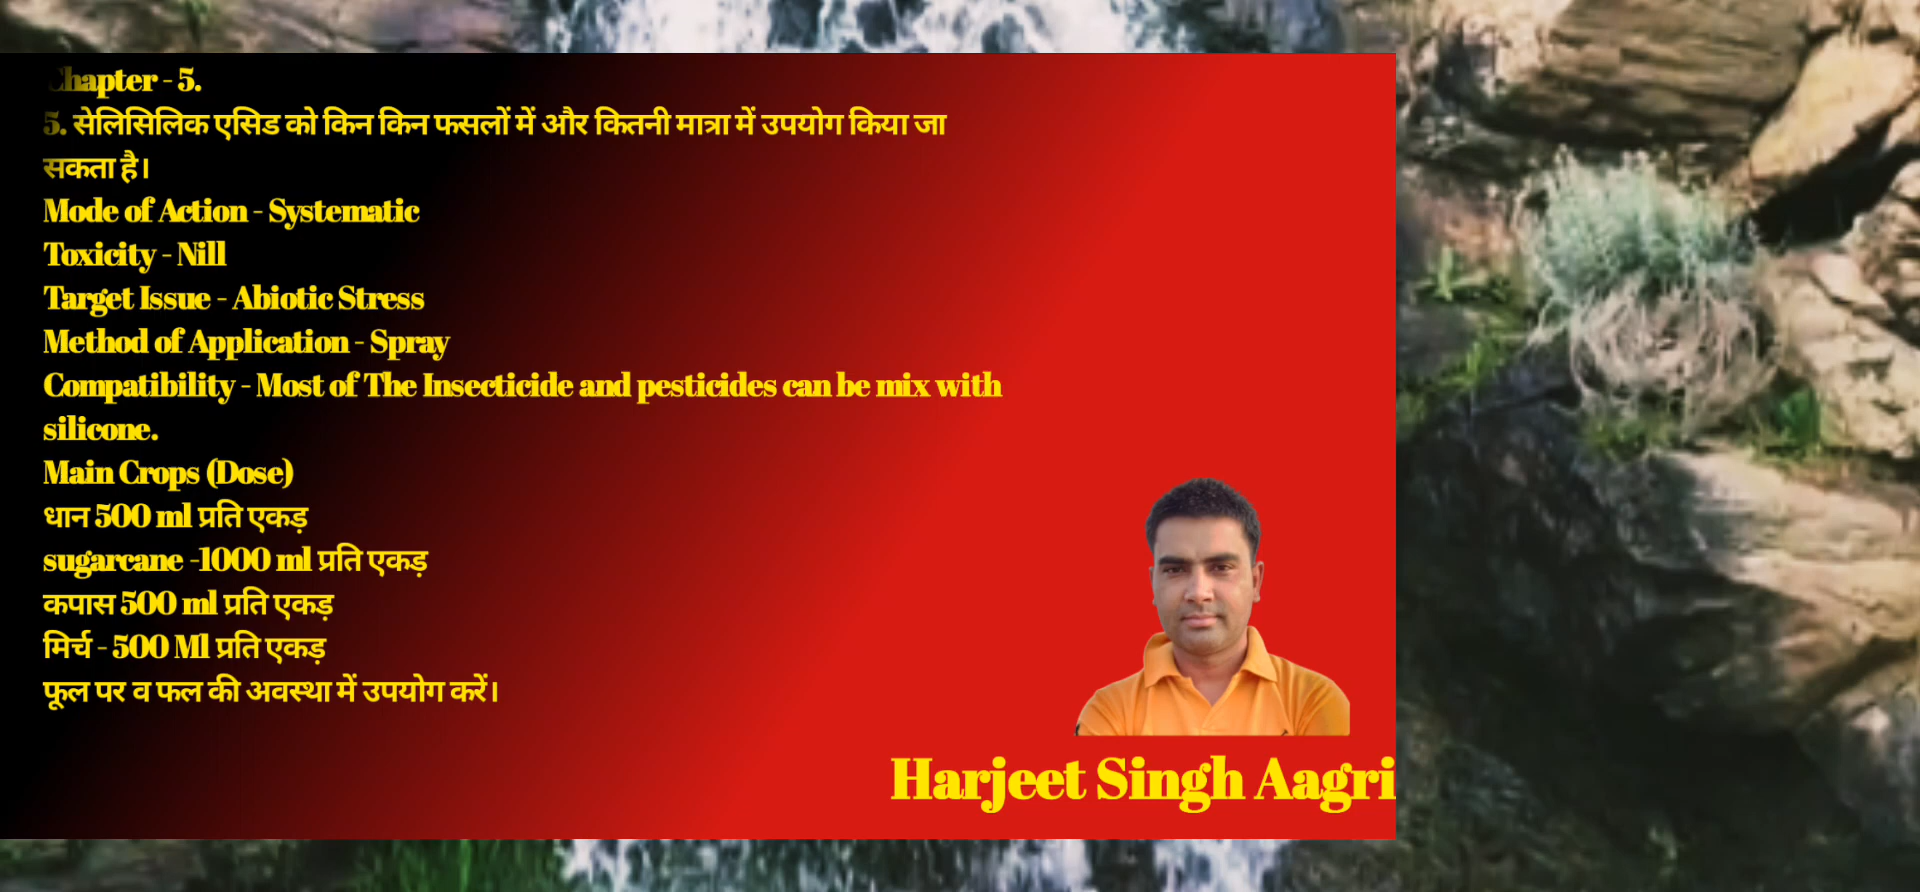 Chapter - 5.
5. सेलिसिलिक एसिड को किन किन फसलों में और कितनी मात्रा में उपयोग किया जा
सकता है।
Mode of Action - Systematic
Toxicity - Nill
Target Issue - Abiotic Stress
Method of Application - Spray
Compatibility - Most of The Insecticide and pesticides can be mix with
silicone.
Main Crops (Dose)
धान 500 ml प्रति एकड़
sugarcane -1000 ml प्रति एकड़
कपास 500 ml प्रति एकड़
मिर्च - 500 Ml प्रति एकड़
फूल पर व फल की अवस्था में उपयोग करें।
Harjeet Singh Aagri